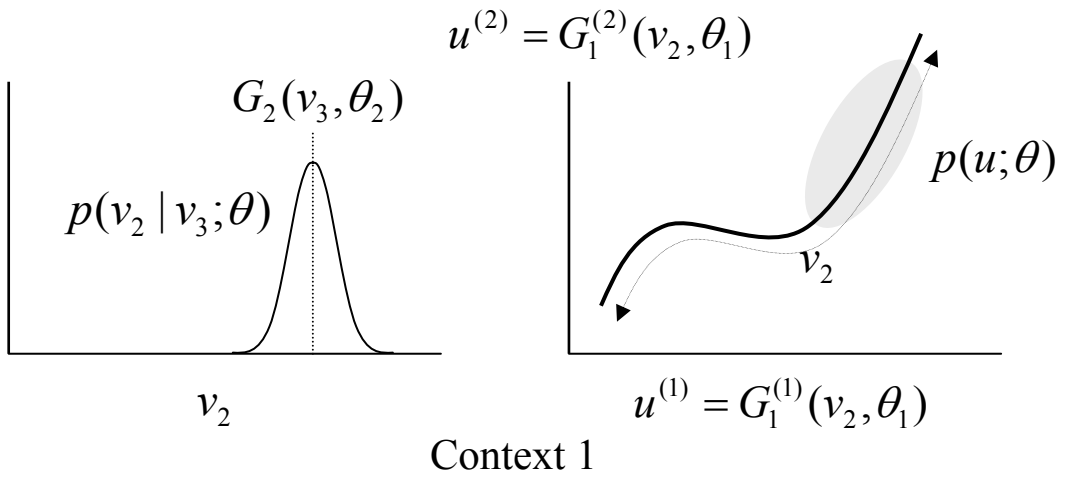 u^{(2)} = G_1^{(2)}(v_2, θ_1)
G_2(v_3, θ_2)
p(v_2 | v_3; θ)
p(u; θ)
v_2
v_2
u^{(1)} = G_1^{(1)}(v_2, θ_1)
Context 1